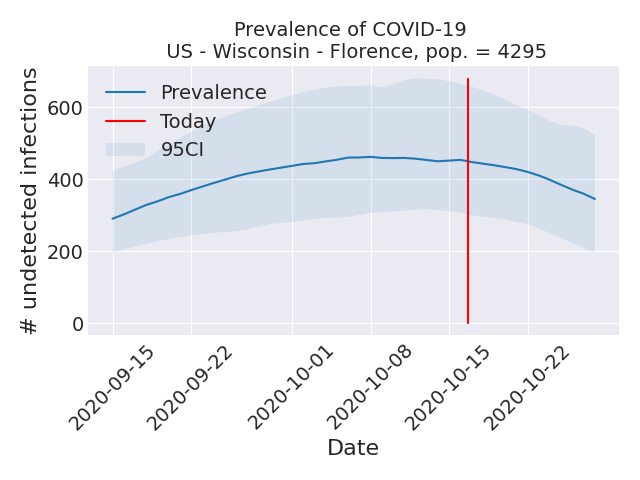 Prevalence of COVID-19
US - Wisconsin - Florence, pop. = 4295
# undetected infections
600
400
200
0
Prevalence
Today
95CI
2020-09-15
2020-09-22
2020-10-01
2020-10-08
2020-10-15
2020-10-22
Date